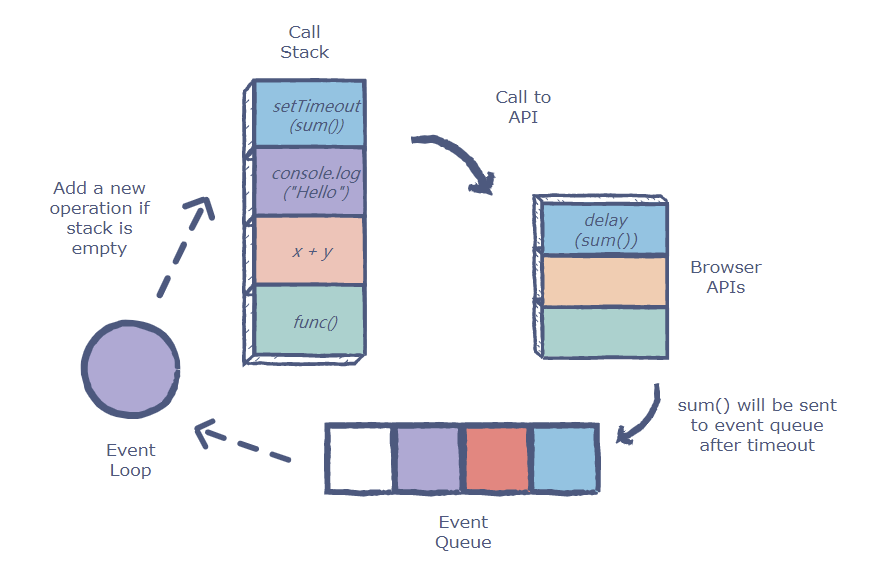 Call
Stack
setTimeout
(sum())
console.log
("Hello")
x + y
func()
Call to
API
delay
(sum())
Browser
APIs
sum() will be sent
to event queue
after timeout
Event
Queue
Event
Loop
Add a new
operation if
stack is
empty